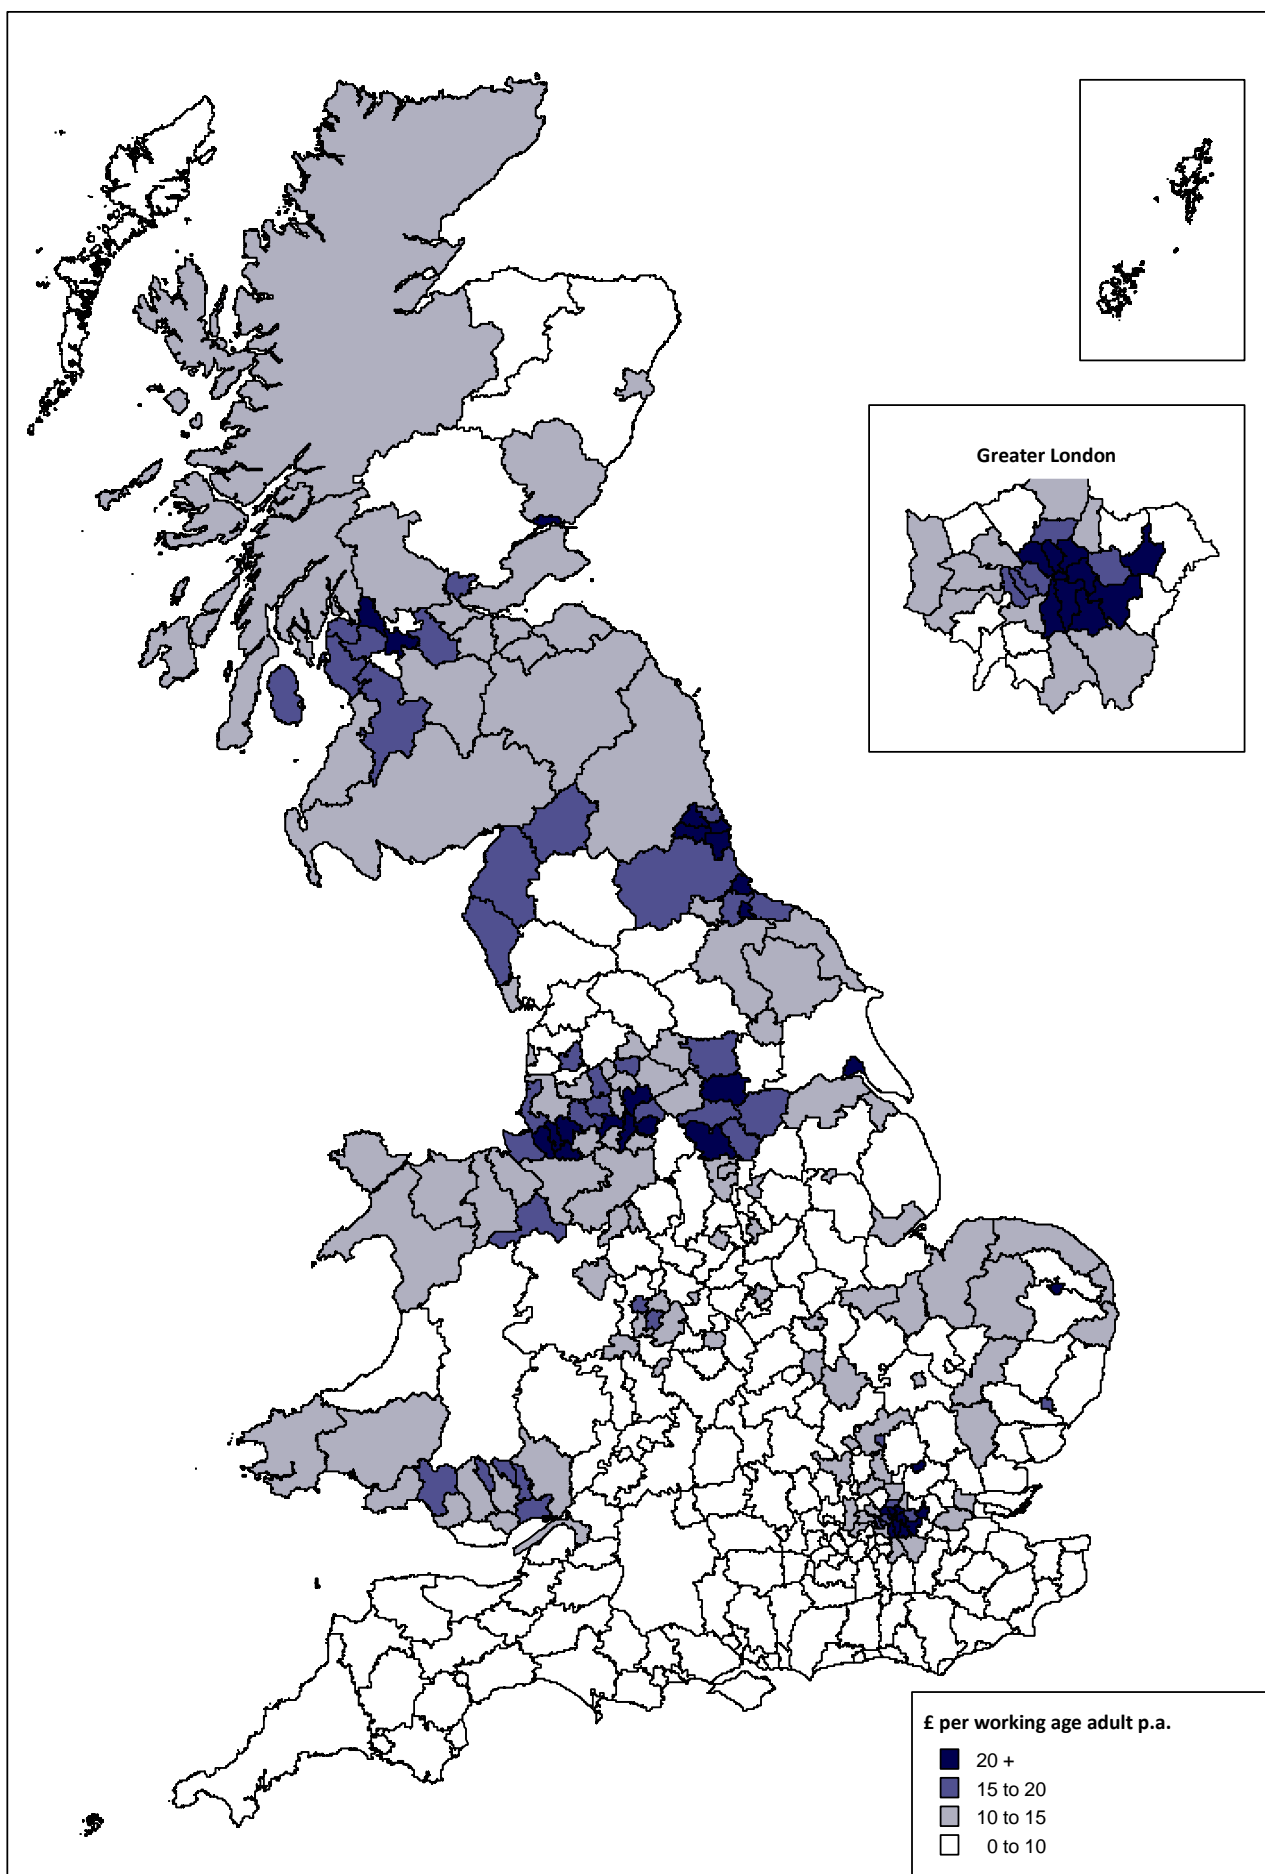 Greater London
£ per working age adult p.a.
20 +
15 to 20
10 to 15
0 to 10